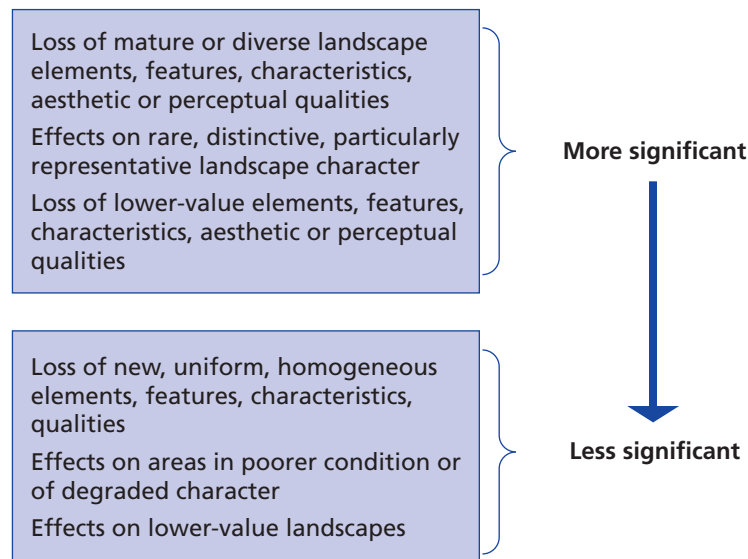 Loss of mature or diverse landscape
elements, features, characteristics,
aesthetic or perceptual qualities
Effects on rare, distinctive, particularly
representative landscape character
Loss of lower-value elements, features,
characteristics, aesthetic or perceptual
qualities
More significant
Loss of new, uniform, homogeneous
elements, features, characteristics,
qualities
Effects on areas in poorer condition or
of degraded character
Effects on lower-value landscapes
Less significant